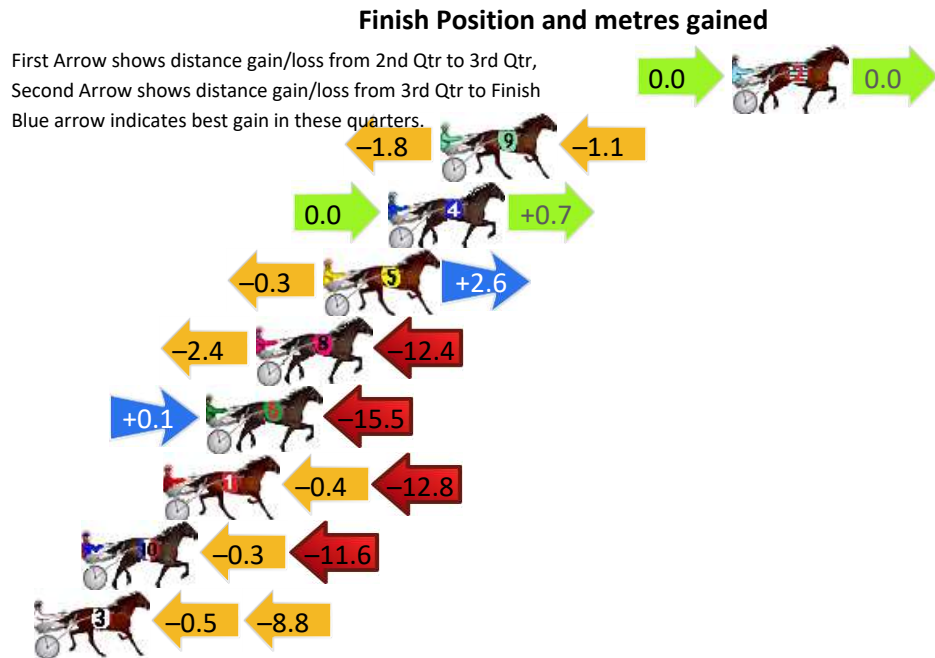 Finish Position and metres gained
First Arrow shows distance gain/loss from 2nd Qtr to 3rd Qtr,
Second Arrow shows distance gain/loss from 3rd Qtr to Finish
Blue arrow indicates best gain in these quarters.
0.0 2 0.0
–1.8 9 –1.1
0.0 4 +0.7
–0.3 5 +2.6
–2.4 8 –12.4
+0.1 –15.5
1 –0.4 –12.8
10 –0.3 –11.6
3 –0.5 –8.8